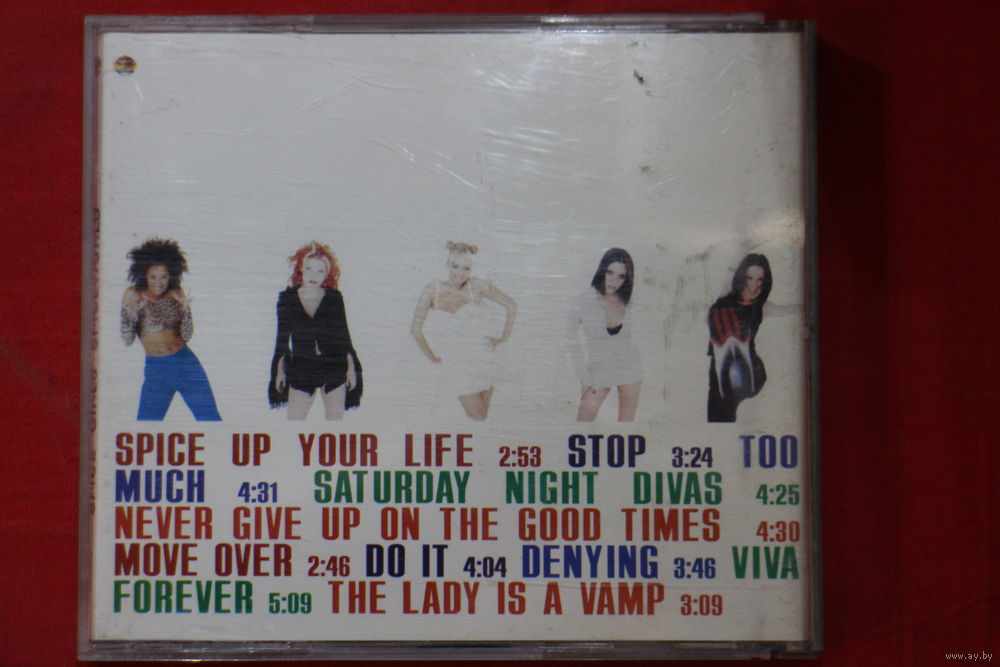 SPICE UP YOUR LIFE 2:53 STOP 3:24 TOO
MUCH 4:31 SATURDAY NIGHT DIVAS 4:25
NEVER GIVE UP ON THE GOOD TIMES 4:30
MOVE OVER 2:46 DO IT 4:04 DENYING 3:46 VIVA
FOREVER 5:09 THE LADY IS A VAMP 3:09
www.ay.by